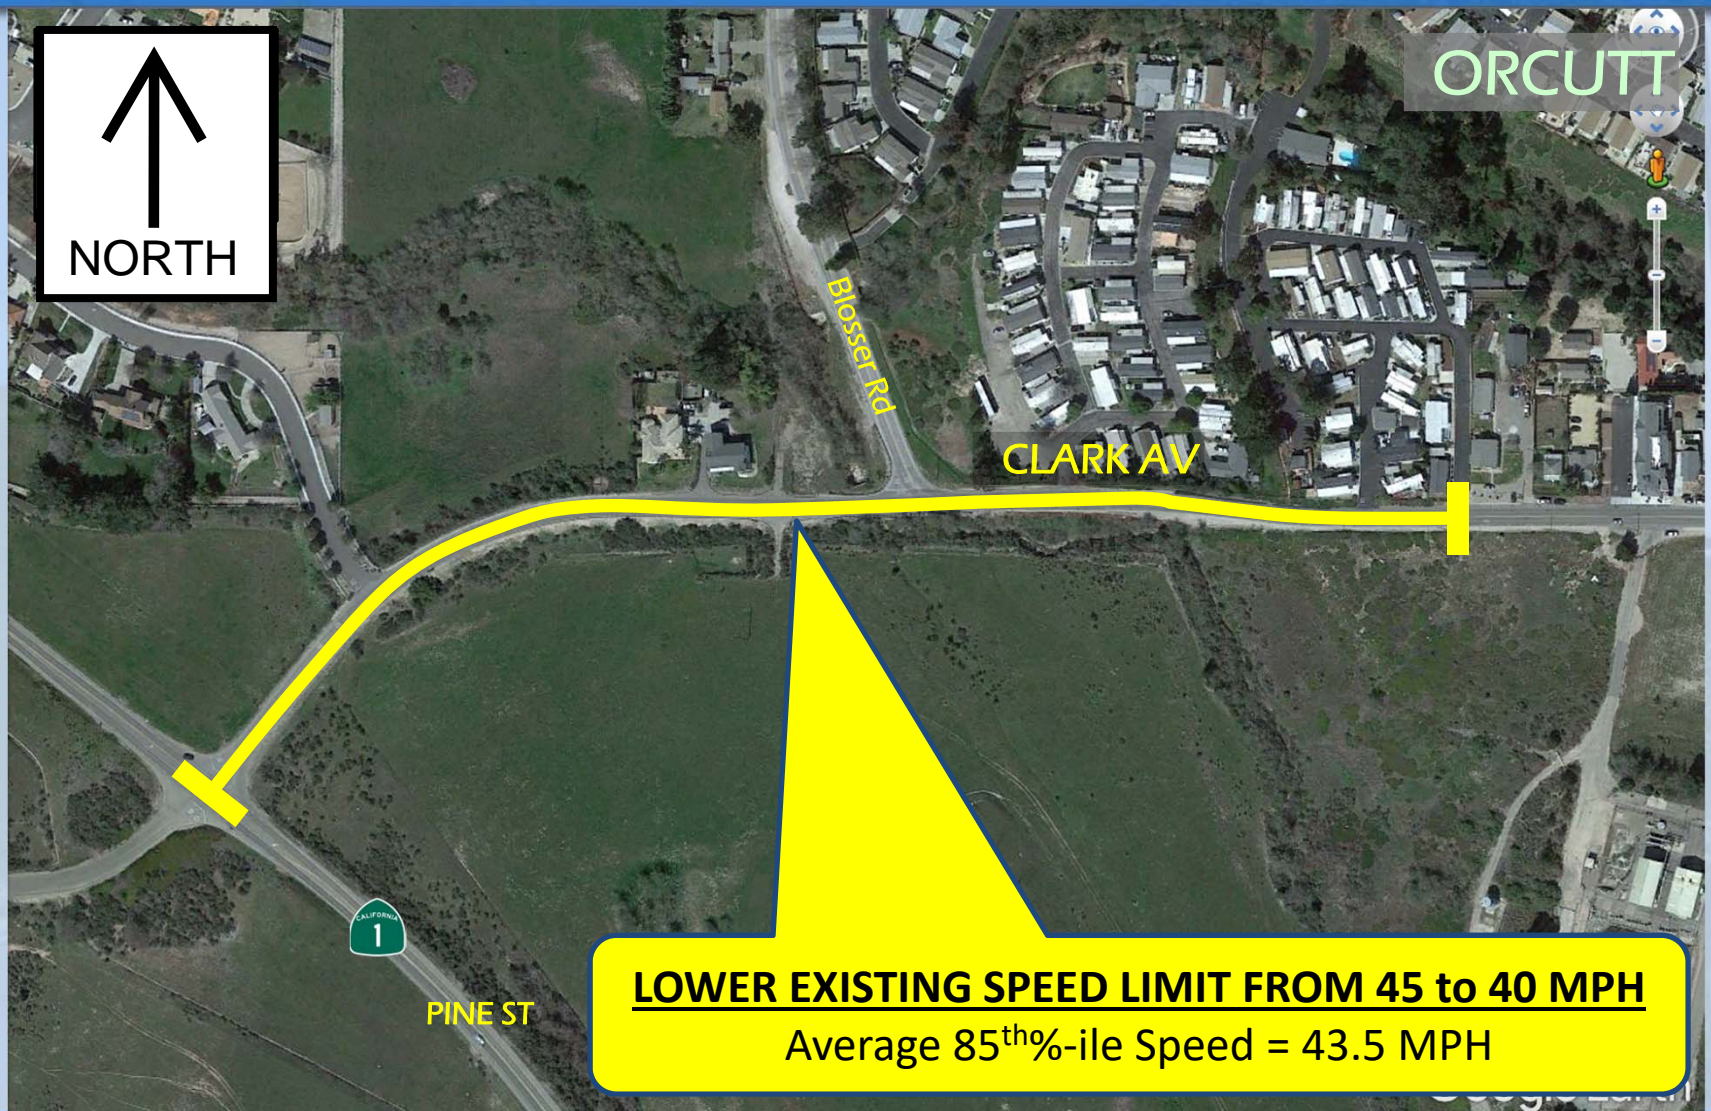 ORCUTT
NORTH
Blosser Rd
CLARK AV
CALIFORNIA
1
PINE ST
LOWER EXISTING SPEED LIMIT FROM 45 to 40 MPH
Average 85th%-ile Speed = 43.5 MPH